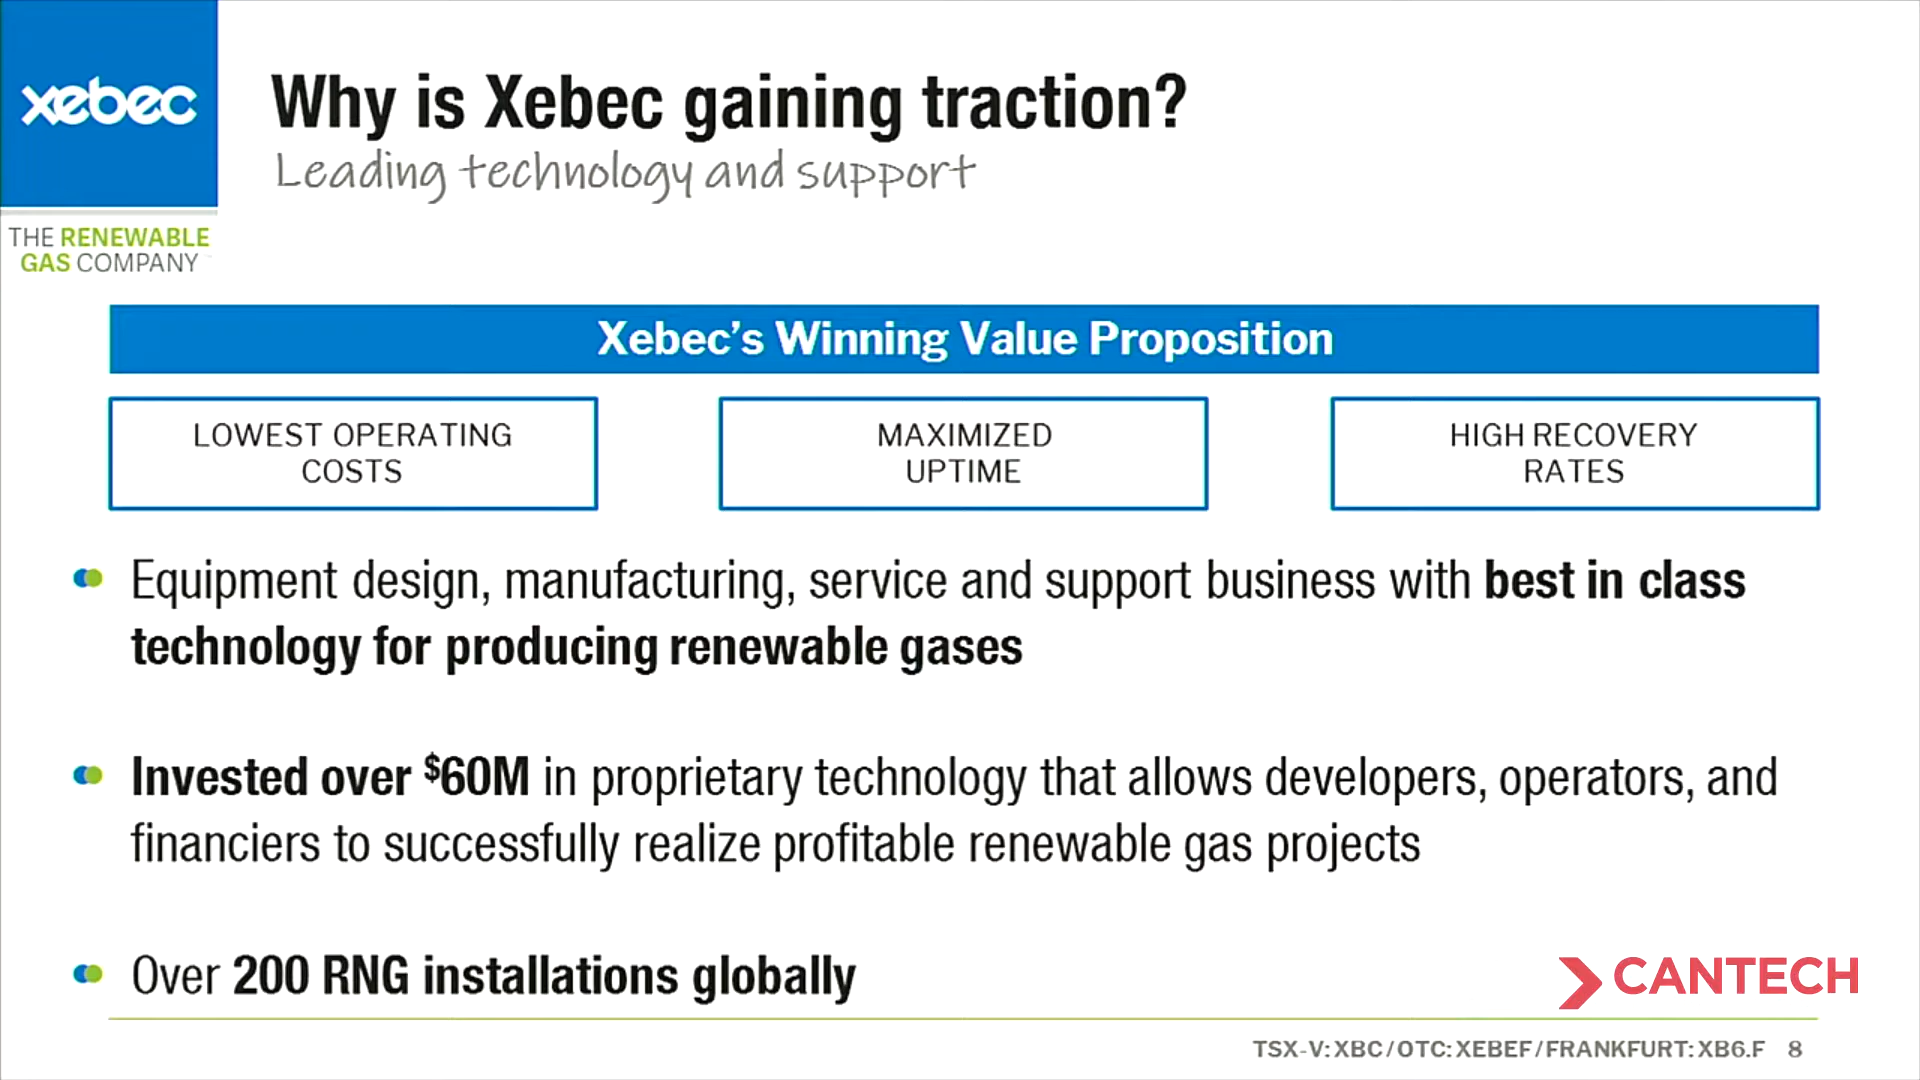 xebec
THE RENEWABLE
GAS COMPANY
Why is Xebec gaining traction?
Leading technology and support
Xebec's Winning Value Proposition
LOWEST OPERATING
COSTS
MAXIMIZED
UPTIME
HIGH RECOVERY
RATES
Equipment design, manufacturing, service and support business with best in class
technology for producing renewable gases
Invested over $60M in proprietary technology that allows developers, operators, and
financiers to successfully realize profitable renewable gas projects
Over 200 RNG installations globally
CANTECH
TSX-V:XBC/OTC:XEBEF/FRANKFURT:XB6.F 8